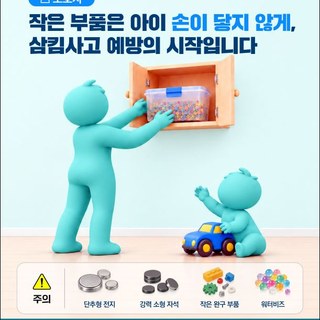 작은 부품은 아이 손이 닿지 않게,
삼킴사고 예방의 시작입니다
주의
단추형 전지
강력 소형 자석
작은 완구 부품
워터비즈